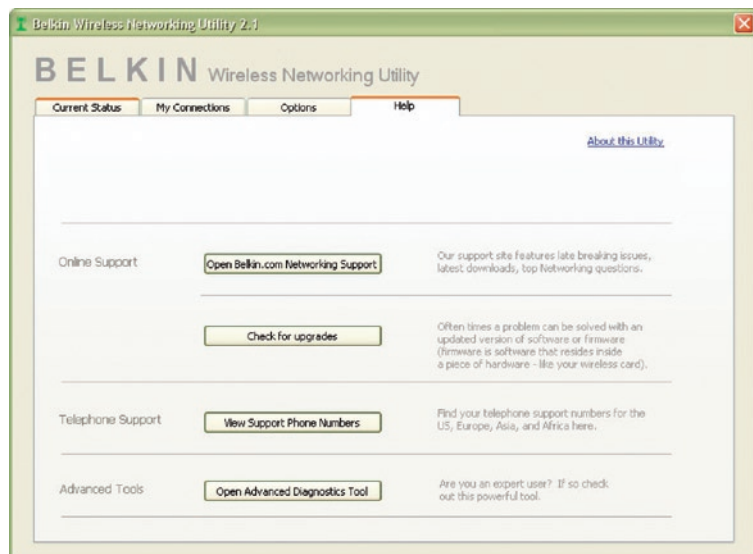 Belkin Wireless Networking Utility 2.1
BELKIN Wireless Networking Utility
Current Status My Connections Options Help
About this Utility
Online Support
Open Belkin.com Networking Support
Our support site features late breaking issues,
latest downloads, top Networking questions.
Check for upgrades
Often times a problem can be solved with an
updated version of software or firmware
(firmware is software that resides inside
a piece of hardware - like your wireless card).
Telephone Support
View Support Phone Numbers
Find your telephone support numbers for the
US, Europe, Asia, and Africa here.
Advanced Tools
Open Advanced Diagnostics Tool
Are you an expert user? If so check
out this powerful tool.